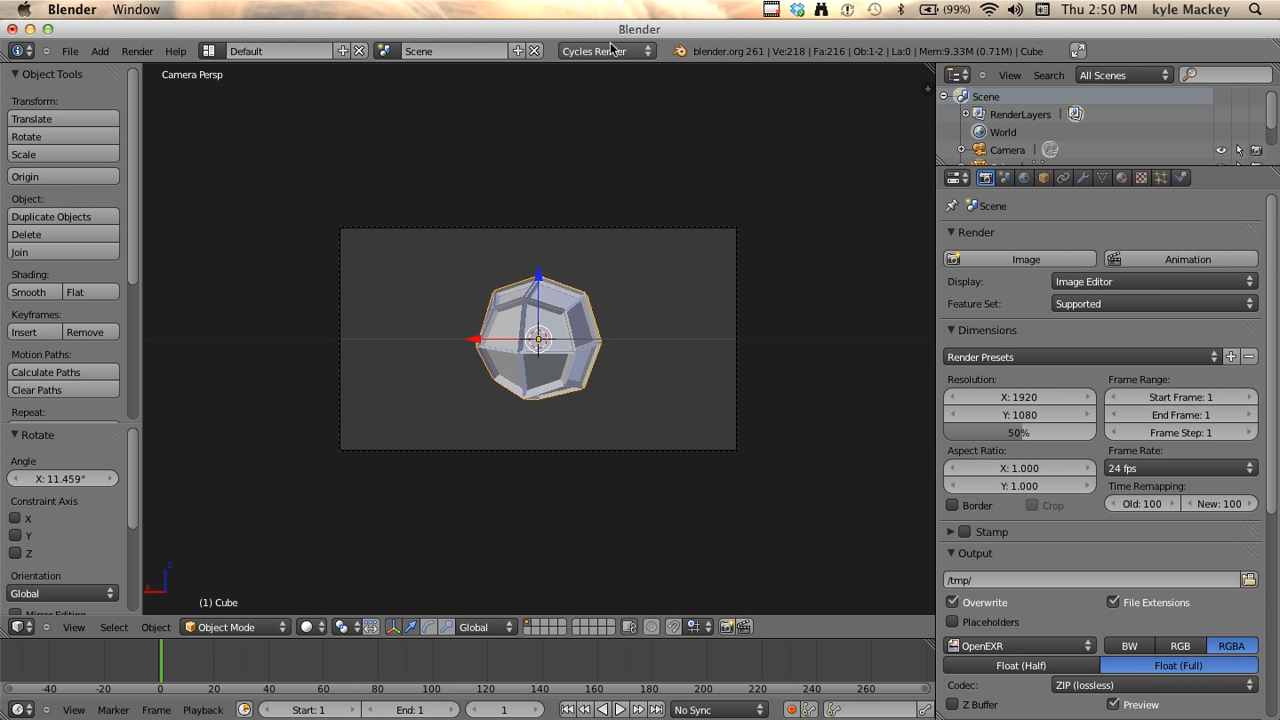 Blender Window (99%) Thu 2:50 PM kyle Mackey
Blender
File Add Render Help Default Scene Cycles Render blender.org 261 | Ve:218 | Fa:216 | Ob:1-2 | La:0 | Mem:9.33M (0.71M) | Cube
Object Tools
Transform:
Translate
Rotate
Scale
Origin
Object:
Duplicate Objects
Delete
Join
Shading:
Smooth Flat
Keyframes:
Insert Remove
Motion Paths:
Calculate Paths
Clear Paths
Repeat:
Rotate
Angle
X: 11.459°
Constraint Axis
X
Y
Z
Orientation
Global
Mirror Editing
Camera Persp
(1) Cube
View Select Object Object Mode Global
-40 -20 0 20 40 60 80 100 120 140 160 180 200 220 240 260
View Marker Frame Playback Start: 1 End: 1 1 No Sync
View Search All Scenes
Scene
RenderLayers |
World
Camera |
Scene
Render
Image Animation
Display: Image Editor
Feature Set: Supported
Dimensions
Render Presets
Resolution: Frame Range:
X: 1920 Start Frame: 1
Y: 1080 End Frame: 1
50% Frame Step: 1
Aspect Ratio: Frame Rate:
X: 1.000 24 fps
Y: 1.000 Time Remapping:
Border Crop Old: 100 New: 100
Stamp
Output
/tmp/
Overwrite File Extensions
Placeholders
OpenEXR BW RGB RGBA
Float (Half) Float (Full)
Codec: ZIP (lossless)
Z Buffer Preview